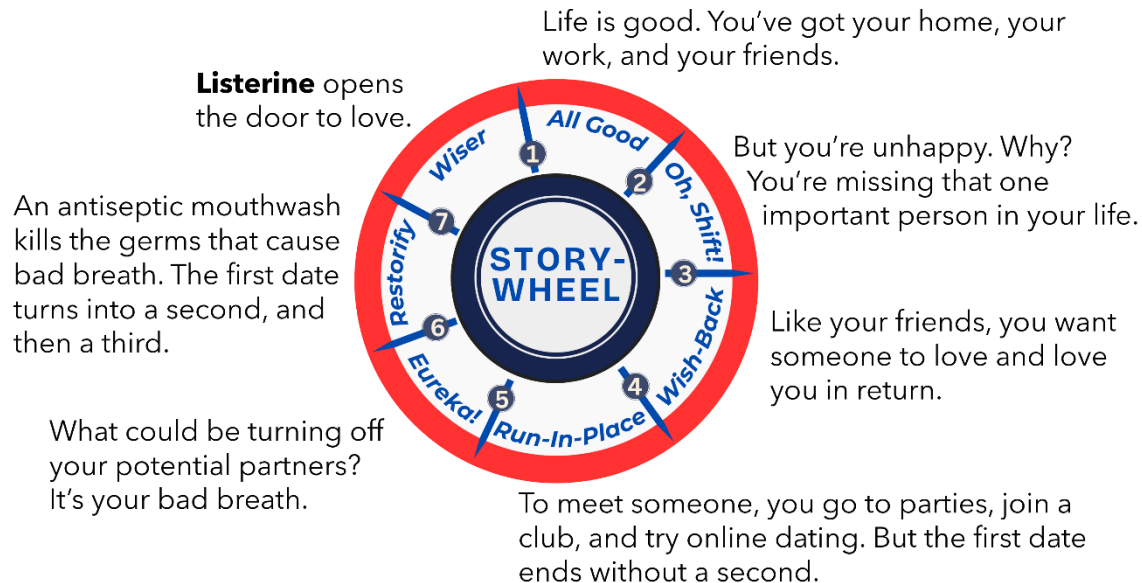 Life is good. You’ve got your home, your
work, and your friends.
Listerine opens
the door to love.
But you’re unhappy. Why?
You’re missing that one
important person in your life.
An antiseptic mouthwash
kills the germs that cause
bad breath. The first date
turns into a second, and
then a third.
Like your friends, you want
someone to love and love
you in return.
What could be turning off
your potential partners?
It’s your bad breath.
To meet someone, you go to parties, join a
club, and try online dating. But the first date
ends without a second.
STORY-
WHEEL
1
All Good
2
Oh, Shift!
3
Wish-Back
4
Run-In-Place
5
Eureka!
6
Restorify
7
Wiser